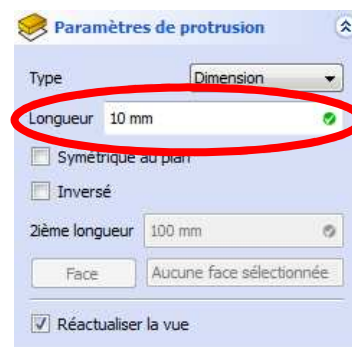 Paramètres de protrusion
Type Dimension
Longueur 10 mm
Symétrique au plan
Inversé
2ième longueur 100 mm
Face Aucune face sélectionnée
Réactualiser la vue